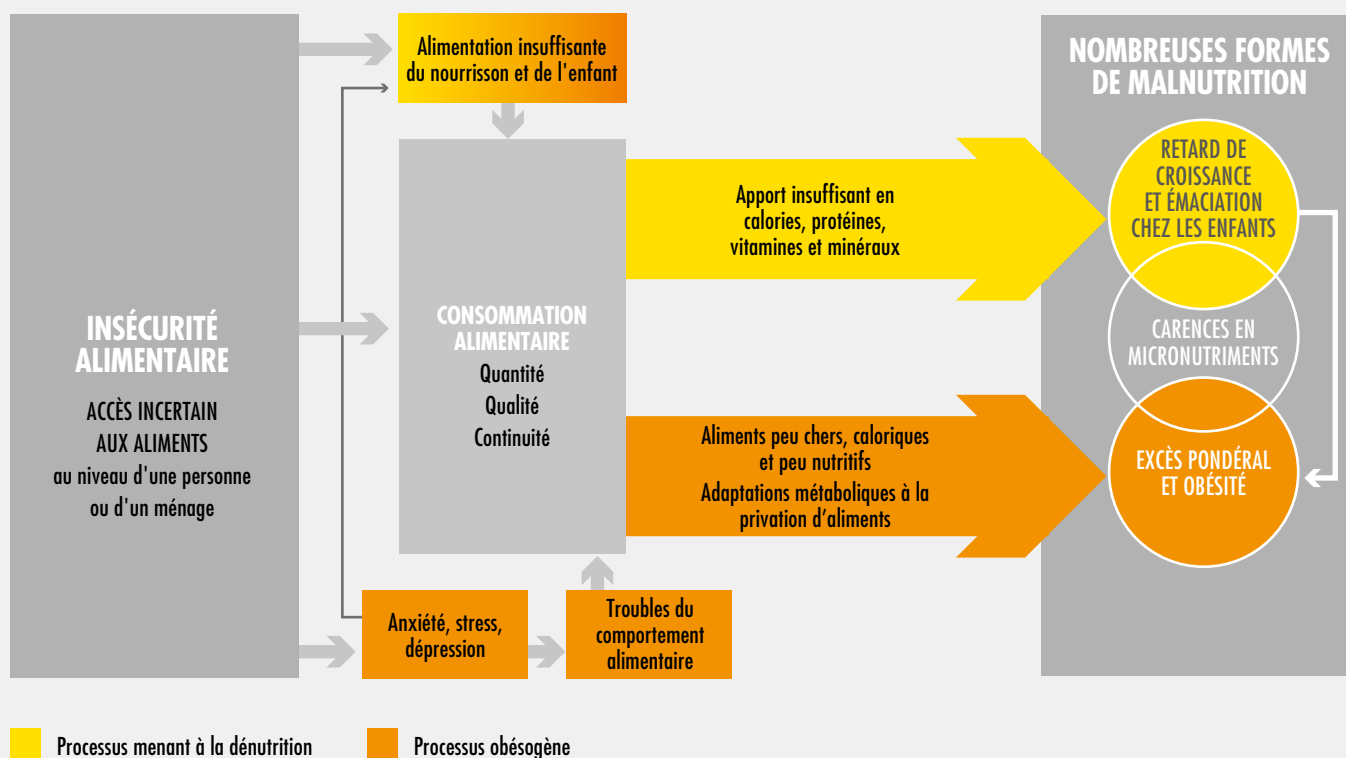 INSÉCURITÉ
ALIMENTAIRE
ACCÈS INCERTAIN
AUX ALIMENTS
au niveau d'une personne
ou d'un ménage
Alimentation insuffisante
du nourrisson et de l'enfant
CONSOMMATION
ALIMENTAIRE
Quantité
Qualité
Continuité
Anxiété, stress,
dépression
Troubles du
comportement
alimentaire
Apport insuffisant en
calories, protéines,
vitamines et minéraux
Aliments peu chers, caloriques
et peu nutritifs
Adaptations métaboliques à la
privation d’aliments
NOMBREUSES FORMES
DE MALNUTRITION
RETARD DE
CROISSANCE
ET ÉMACIATION
CHEZ LES ENFANTS
CARENCES EN
MICRONUTRIMENTS
EXCÈS PONDÉRAL
ET OBÉSITÉ
Processus menant à la dénutrition
Processus obésogène